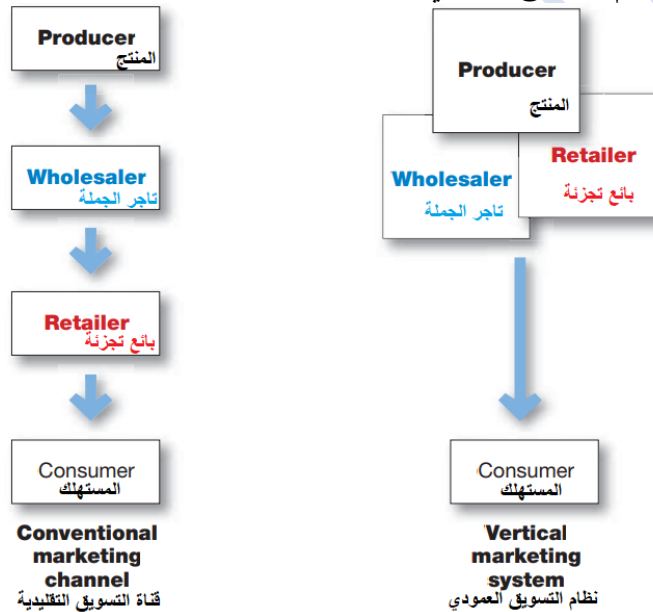 Producer
المنتج
Wholesaler
تاجر الجملة
Retailer
بائع تجزئة
Consumer
المستهلك
Conventional
marketing
channel
قناة التسويق التقليدية
Producer
المنتج
Wholesaler
تاجر الجملة
Retailer
بائع تجزئة
Consumer
المستهلك
Vertical
marketing
system
نظام التسويق العمودي